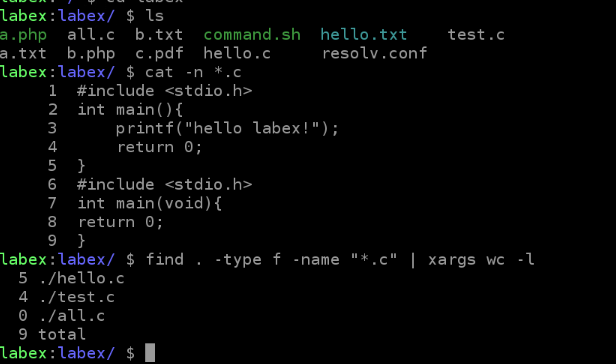 labex:labex/ $ ls
a.php all.c b.txt command.sh hello.txt test.c
a.txt b.php c.pdf hello.c resolv.conf
labex:labex/ $ cat -n *.c
1 #include <stdio.h>
2 int main(){
3 printf("hello labex!");
4 return 0;
5 }
6 #include <stdio.h>
7 int main(void){
8 return 0;
9 }
labex:labex/ $ find . -type f -name "*.c" | xargs wc -l
5 ./hello.c
4 ./test.c
0 ./all.c
9 total
labex:labex/ $